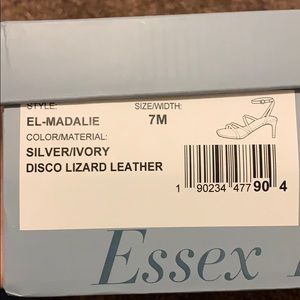 STYLE: SIZE/WIDTH:
EL-MADALIE 7M
COLOR/MATERIAL:
SILVER/IVORY
DISCO LIZARD LEATHER
1 90234 47790 4
Essex